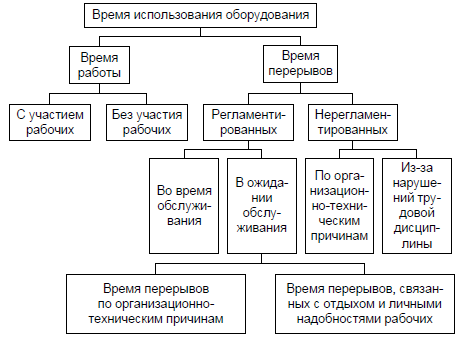 Время использования оборудования
Время
работы
Время
перерывов
С участием
рабочих
Без участия
рабочих
Регламенти-
рованных
Нерегламен-
тированных
Во время
обслужи-
вания
В ожида-
нии
обслу-
живания
По орга-
низацион-
но-техни-
ческим
причинам
Из-за
наруше-
ний тру-
довой
дисцип-
лины
Время перерывов
по организационно-
техническим причинам
Время перерывов, связан-
ных с отдыхом и личными
надобностями рабочих